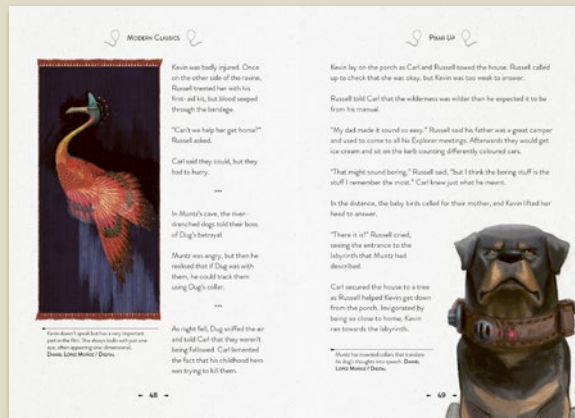 Modern Classics
Kevin was badly injured. Once
on the other side of the ravine,
Russell treated her with his
first-aid kit, but blood seeped
through the bandage.
"Can't we help her get home?"
Russell asked.
Carl said they could, but they
had to hurry.
***
In Muntz's cave, the river-
drenched dogs told their boss
of Dug's betrayal.
Muntz was angry, but then he
realised that if Dug was with
them, he could track them
using Dug's collar.
***
As night fell, Dug sniffed the air
and told Carl that they weren't
being followed. Carl lamented
the fact that his childhood hero
was trying to kill them.
Kevin doesn't speak but has a very important
part in the film. She always looks with just one
eye, often appearing one-dimensional.
Daniel López Muñoz / Digital
48
Pixar Up
Kevin lay on the porch as Carl and Russell towed the house. Russell called
up to check that she was okay, but Kevin was too weak to answer.
Russell told Carl that the wilderness was wilder than he expected it to be
from his manual.
"My dad made it sound so easy." Russell said his father was a great camper
and used to come to all his Explorer meetings. Afterwards they would get
ice-cream and sit on the kerb counting differently coloured cars.
"That might sound boring," Russell said, "but I think the boring stuff is the
stuff I remember the most." Carl knew just what he meant.
In the distance, the baby birds called for their mother, and Kevin lifted her
head to answer.
"There it is!" Russell cried,
seeing the entrance to the
labyrinth that Muntz had
described.
Carl secured the house to a tree
as Russell helped Kevin get down
from the porch. Invigorated by
being so close to home, Kevin
ran towards the labyrinth.
Muntz has invented collars that translate
his dog's thoughts into speech. Daniel
López Muñoz / Digital
49